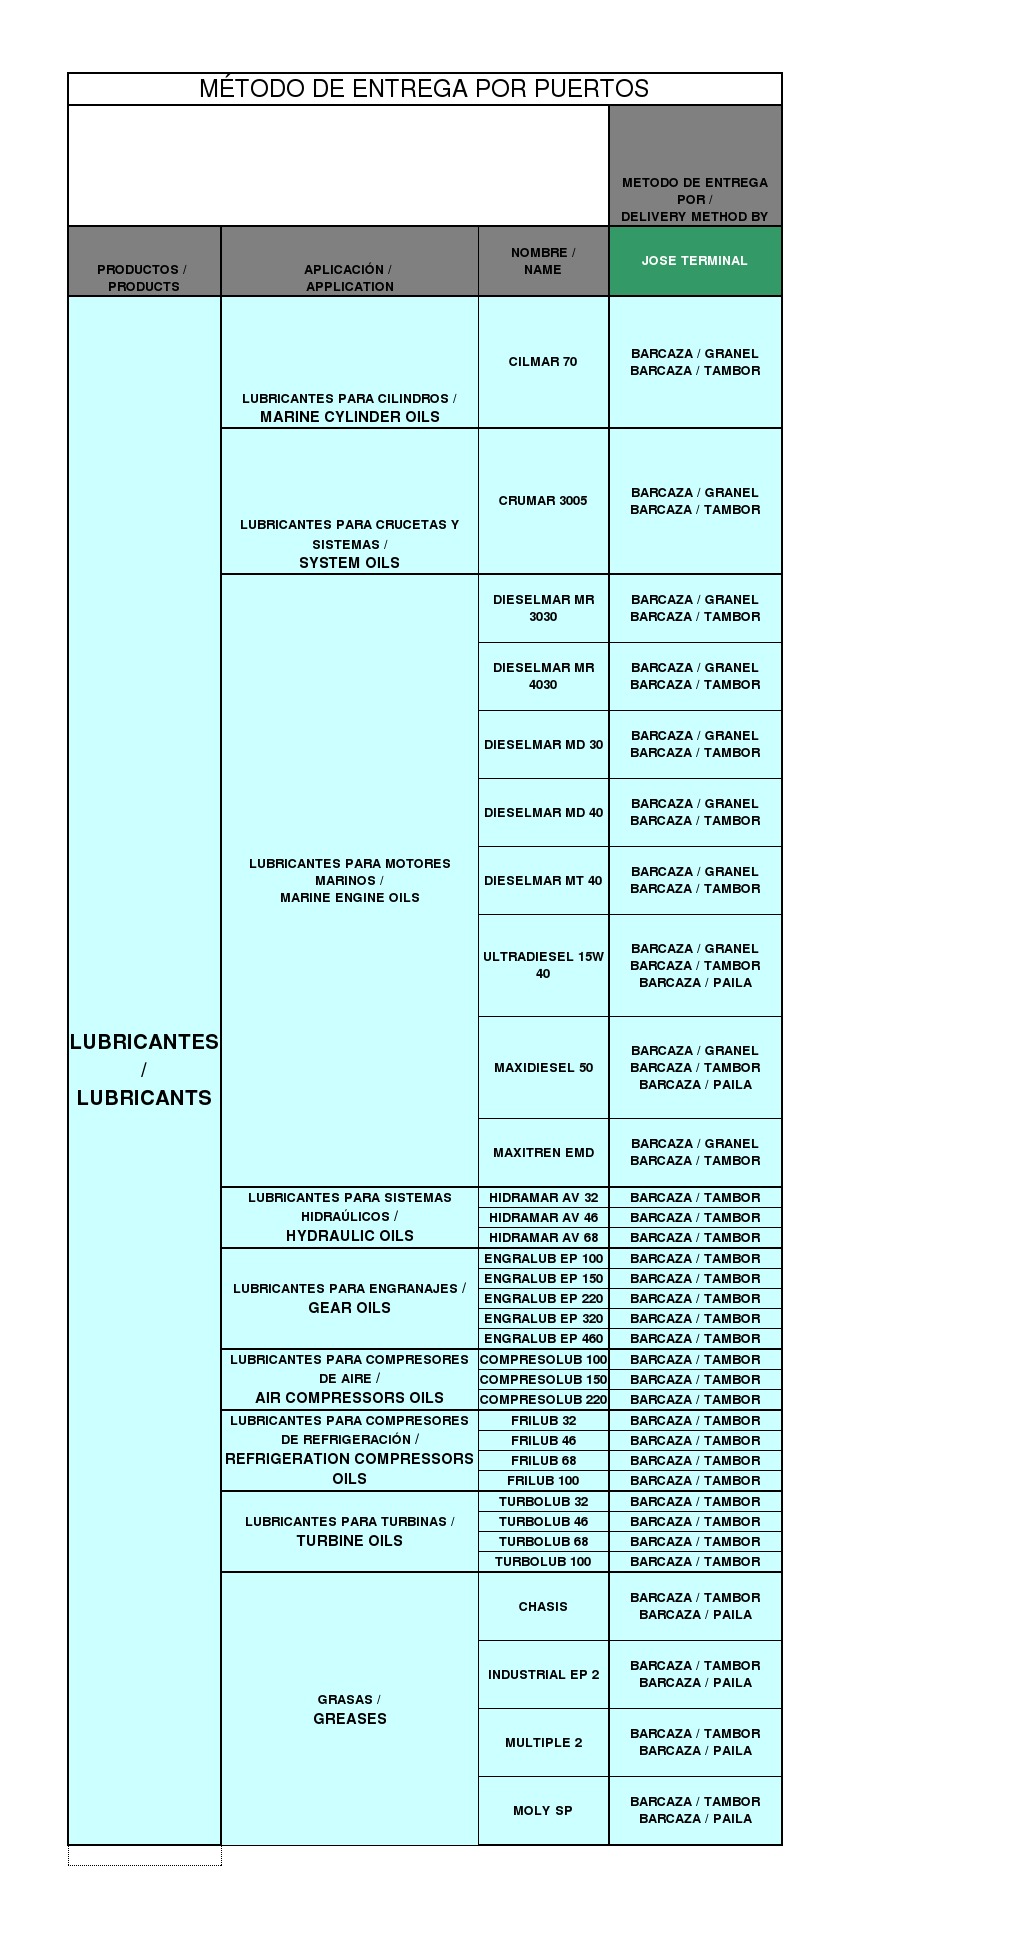 MÉTODO DE ENTREGA POR PUERTOS
METODO DE ENTREGA
POR /
DELIVERY METHOD BY
PRODUCTOS /
PRODUCTS
APLICACIÓN /
APPLICATION
NOMBRE /
NAME
JOSE TERMINAL
LUBRICANTES
/
LUBRICANTS
LUBRICANTES PARA CILINDROS /
MARINE CYLINDER OILS
CILMAR 70
BARCAZA / GRANEL
BARCAZA / TAMBOR
LUBRICANTES PARA CRUCETAS Y
SISTEMAS /
SYSTEM OILS
CRUMAR 3005
BARCAZA / GRANEL
BARCAZA / TAMBOR
LUBRICANTES PARA MOTORES
MARINOS /
MARINE ENGINE OILS
DIESELMAR MR
3030
BARCAZA / GRANEL
BARCAZA / TAMBOR
DIESELMAR MR
4030
BARCAZA / GRANEL
BARCAZA / TAMBOR
DIESELMAR MD 30
BARCAZA / GRANEL
BARCAZA / TAMBOR
DIESELMAR MD 40
BARCAZA / GRANEL
BARCAZA / TAMBOR
DIESELMAR MT 40
BARCAZA / GRANEL
BARCAZA / TAMBOR
ULTRADIESEL 15W
40
BARCAZA / GRANEL
BARCAZA / TAMBOR
BARCAZA / PAILA
MAXIDIESEL 50
BARCAZA / GRANEL
BARCAZA / TAMBOR
BARCAZA / PAILA
MAXITREN EMD
BARCAZA / GRANEL
BARCAZA / TAMBOR
LUBRICANTES PARA SISTEMAS
HIDRAÚLICOS /
HYDRAULIC OILS
HIDRAMAR AV 32
BARCAZA / TAMBOR
HIDRAMAR AV 46
BARCAZA / TAMBOR
HIDRAMAR AV 68
BARCAZA / TAMBOR
LUBRICANTES PARA ENGRANAJES /
GEAR OILS
ENGRALUB EP 100
BARCAZA / TAMBOR
ENGRALUB EP 150
BARCAZA / TAMBOR
ENGRALUB EP 220
BARCAZA / TAMBOR
ENGRALUB EP 320
BARCAZA / TAMBOR
ENGRALUB EP 460
BARCAZA / TAMBOR
LUBRICANTES PARA COMPRESORES
DE AIRE /
AIR COMPRESSORS OILS
COMPRESOLUB 100
BARCAZA / TAMBOR
COMPRESOLUB 150
BARCAZA / TAMBOR
COMPRESOLUB 220
BARCAZA / TAMBOR
LUBRICANTES PARA COMPRESORES
DE REFRIGERACIÓN /
REFRIGERATION COMPRESSORS
OILS
FRILUB 32
BARCAZA / TAMBOR
FRILUB 46
BARCAZA / TAMBOR
FRILUB 68
BARCAZA / TAMBOR
FRILUB 100
BARCAZA / TAMBOR
LUBRICANTES PARA TURBINAS /
TURBINE OILS
TURBOLUB 32
BARCAZA / TAMBOR
TURBOLUB 46
BARCAZA / TAMBOR
TURBOLUB 68
BARCAZA / TAMBOR
TURBOLUB 100
BARCAZA / TAMBOR
GRASAS /
GREASES
CHASIS
BARCAZA / TAMBOR
BARCAZA / PAILA
INDUSTRIAL EP 2
BARCAZA / TAMBOR
BARCAZA / PAILA
MULTIPLE 2
BARCAZA / TAMBOR
BARCAZA / PAILA
MOLY SP
BARCAZA / TAMBOR
BARCAZA / PAILA